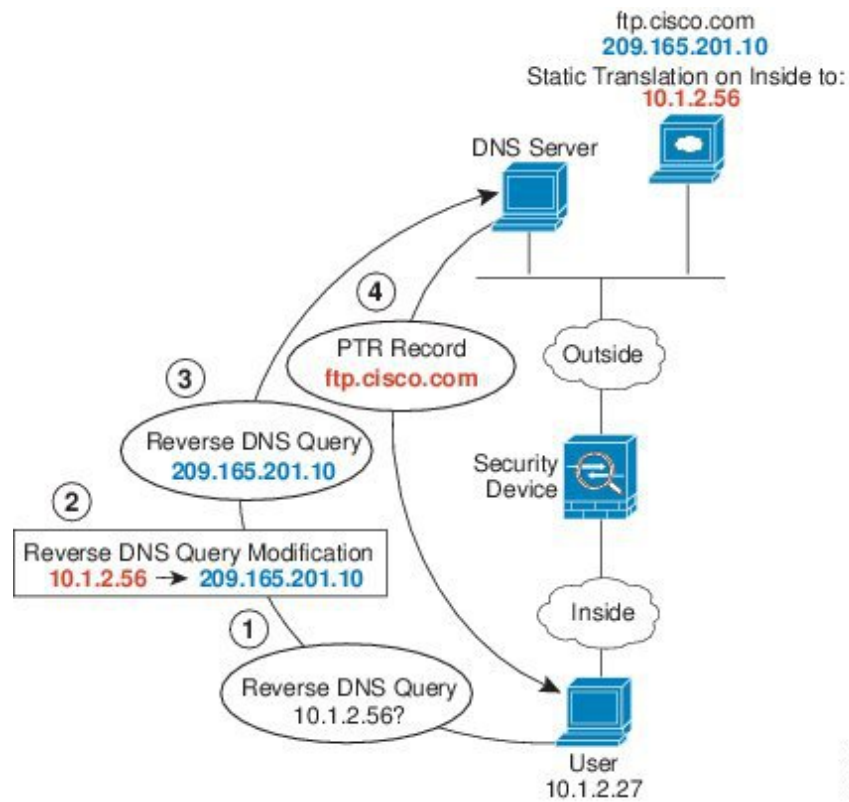 ftp.cisco.com
209.165.201.10
Static Translation on Inside to:
10.1.2.56
DNS Server
4
PTR Record
ftp.cisco.com
Outside
3
Reverse DNS Query
209.165.201.10
Security
Device
2
Reverse DNS Query Modification
10.1.2.56 → 209.165.201.10
Inside
1
Reverse DNS Query
10.1.2.56?
User
10.1.2.27